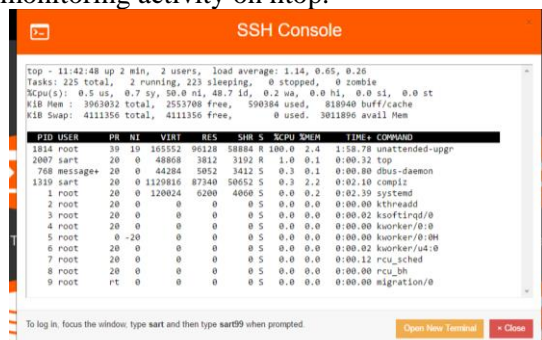 monitoring activity on htop.
SSH Console
top - 11:42:48 up 2 min, 2 users, load average: 1.14, 0.65, 0.26
Tasks: 225 total, 2 running, 223 sleeping, 0 stopped, 0 zombie
%Cpu(s): 0.5 us, 0.7 sy, 50.0 ni, 48.7 id, 0.2 wa, 0.0 hi, 0.0 si, 0.0 st
KiB Mem : 3963032 total, 2553708 free, 590384 used, 818940 buff/cache
KiB Swap: 4111356 total, 4111356 free, 0 used. 3011896 avail Mem
PID USER PR NI VIRT RES SHR S %CPU %MEM TIME+ COMMAND
1814 root 39 19 165552 96128 58884 R 100.0 2.4 1:58.78 unattended-upgr
2007 sart 20 0 48868 3812 3192 R 1.0 0.1 0:00.32 top
768 message+ 20 0 44284 5052 3412 S 0.3 0.1 0:00.80 dbus-daemon
1319 sart 20 0 1129816 87340 50652 S 0.3 2.2 0:02.10 compiz
1 root 20 0 120024 6200 4060 S 0.0 0.2 0:02.39 systemd
2 root 20 0 0 0 0 S 0.0 0.0 0:00.00 kthreadd
3 root 20 0 0 0 0 S 0.0 0.0 0:00.02 ksoftirqd/0
4 root 20 0 0 0 0 S 0.0 0.0 0:00.00 kworker/0:0
5 root 0 -20 0 0 0 S 0.0 0.0 0:00.00 kworker/0:0H
6 root 20 0 0 0 0 S 0.0 0.0 0:00.02 kworker/u4:0
7 root 20 0 0 0 0 S 0.0 0.0 0:00.12 rcu_sched
8 root 20 0 0 0 0 S 0.0 0.0 0:00.00 rcu_bh
9 root rt 0 0 0 0 S 0.0 0.0 0:00.00 migration/0
To log in, focus the window, type sart and then type sart99 when prompted.
Open New Terminal
× Close